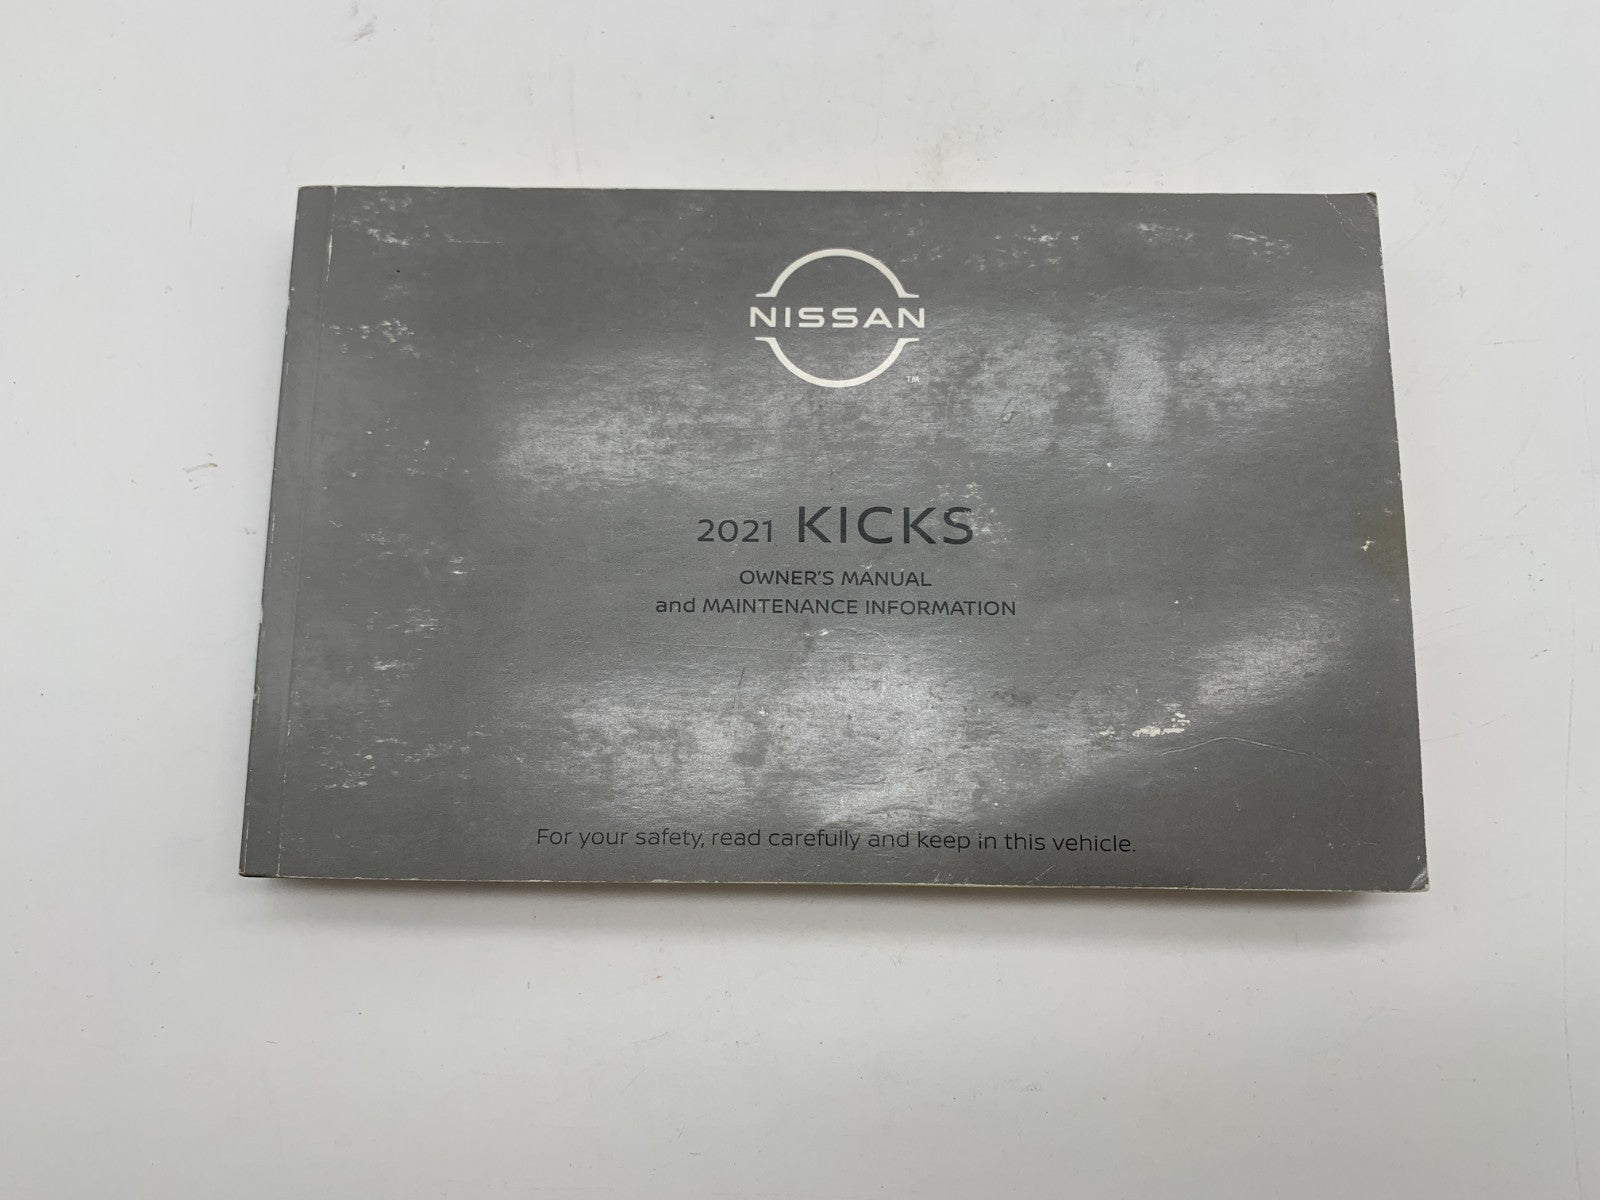 NISSAN
TM
2021 KICKS
OWNER'S MANUAL
and MAINTENANCE INFORMATION
For your safety, read carefully and keep in this vehicle.